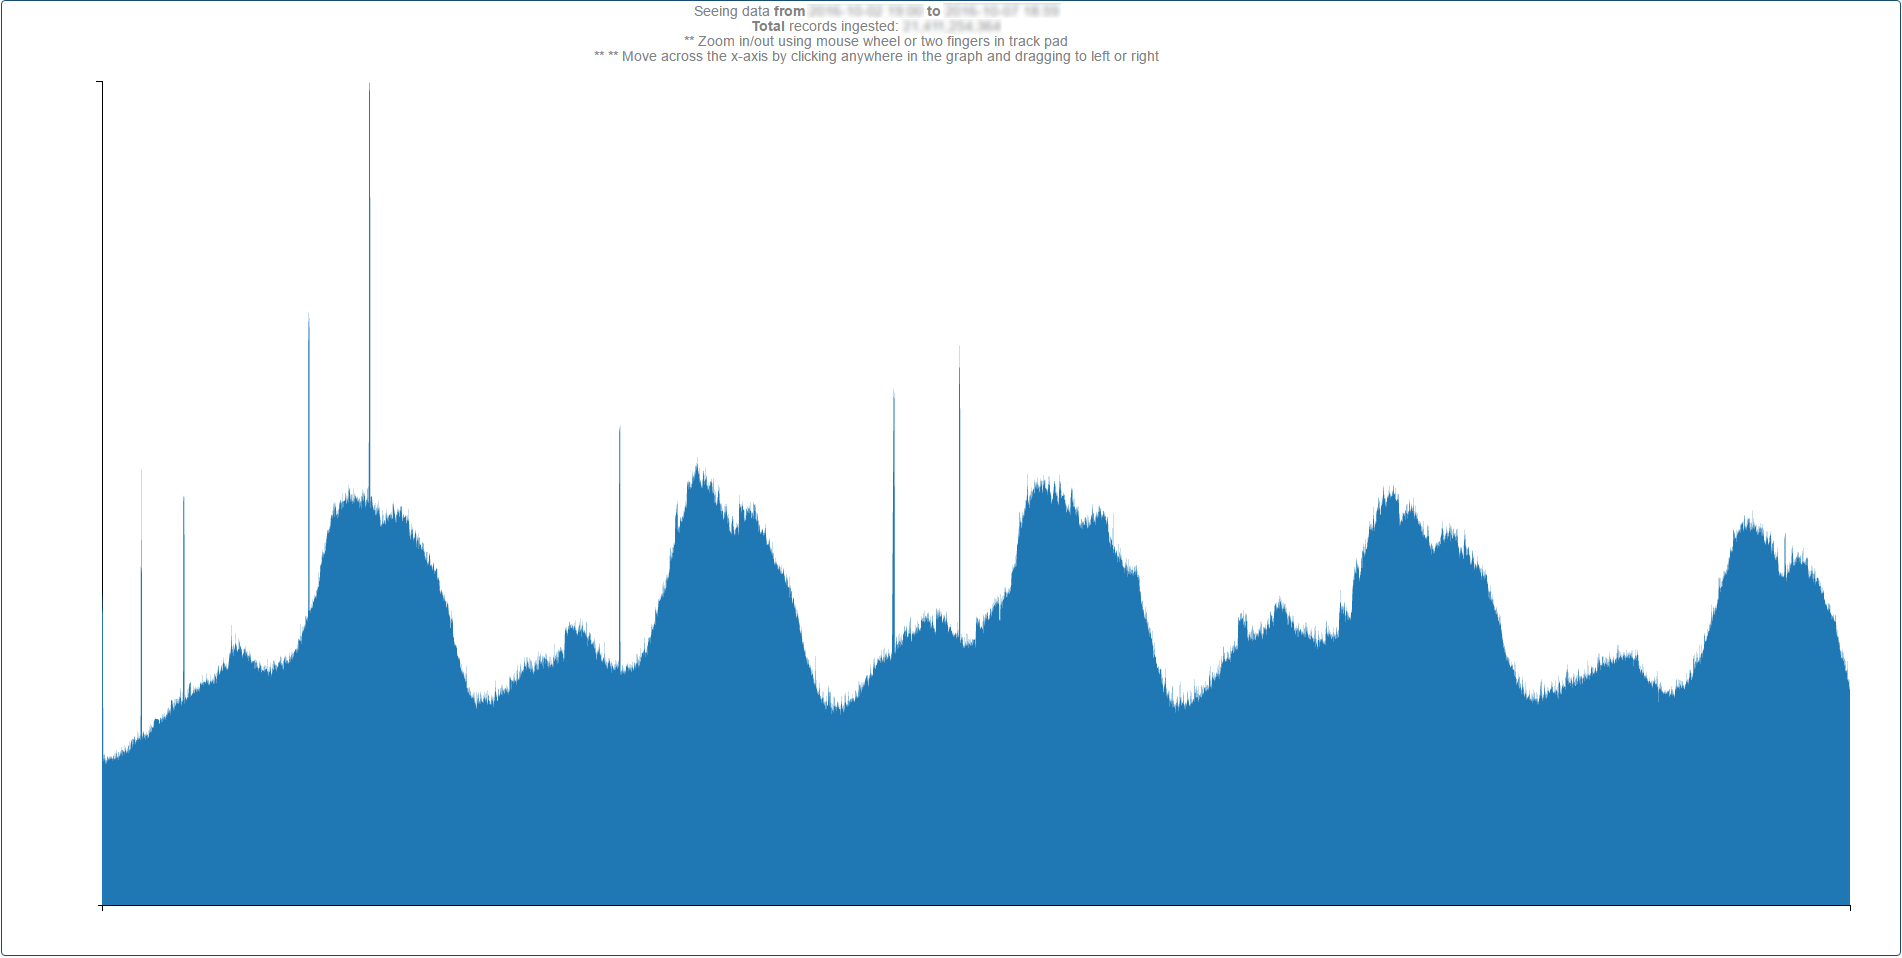 Seeing data from to
Total records ingested:
** Zoom in/out using mouse wheel or two fingers in track pad
** ** Move across the x-axis by clicking anywhere in the graph and dragging to left or right